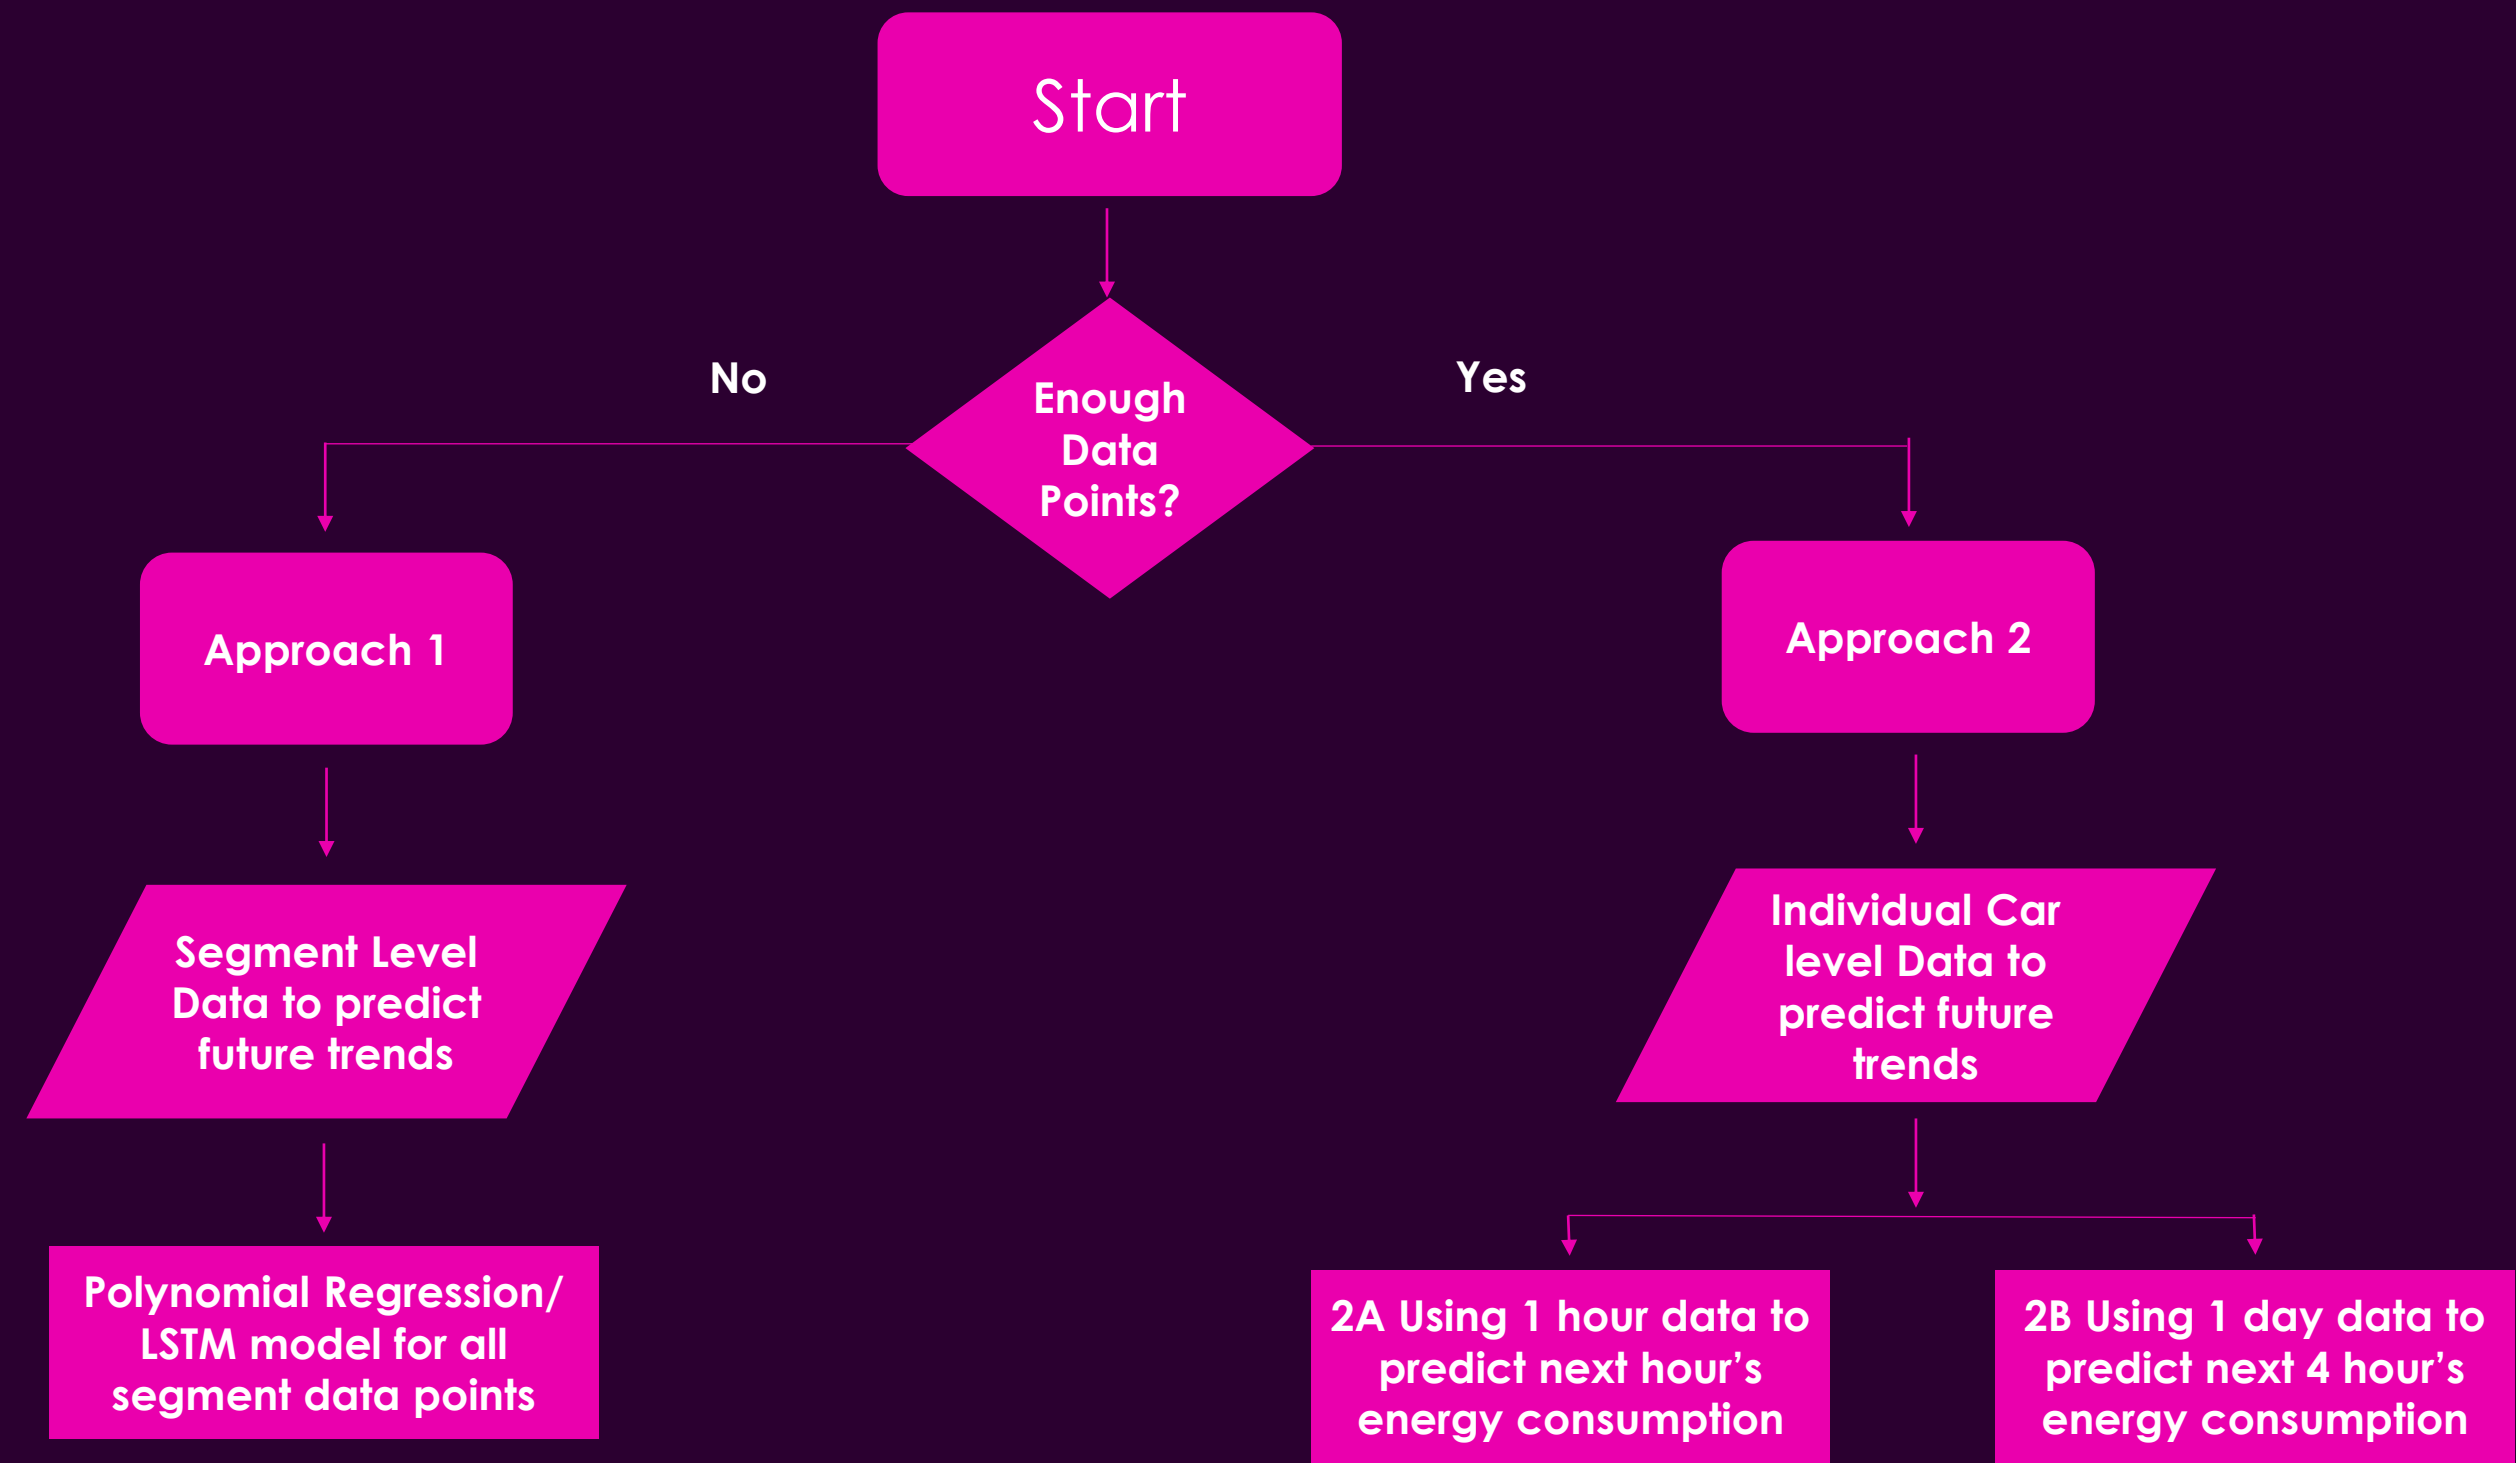 Start
No
Yes
Enough
Data
Points?
Approach 1
Approach 2
Segment Level
Data to predict
future trends
Individual Car
level Data to
predict future
trends
Polynomial Regression/
LSTM model for all
segment data points
2A Using 1 hour data to
predict next hour’s
energy consumption
2B Using 1 day data to
predict next 4 hour’s
energy consumption